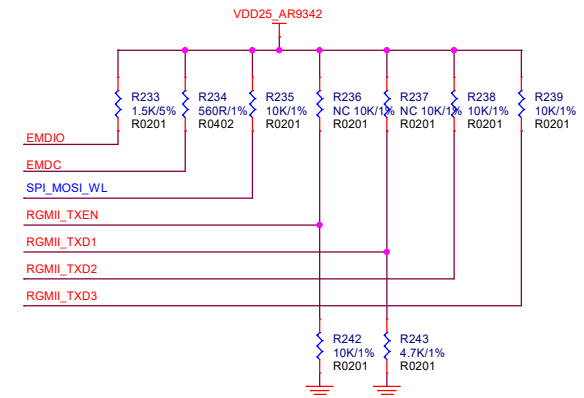 VDD25_AR9342
R233
1.5K/5%
R0201
R234
560R/1%
R0402
R235
10K/1%
R0201
R236
NC 10K/1%
R0201
R237
NC 10K/1%
R0201
R238
10K/1%
R0201
R239
10K/1%
R0201
EMDIO
EMDC
SPI_MOSI_WL
RGMII_TXEN
RGMII_TXD1
RGMII_TXD2
RGMII_TXD3
R242
10K/1%
R0201
R243
4.7K/1%
R0201